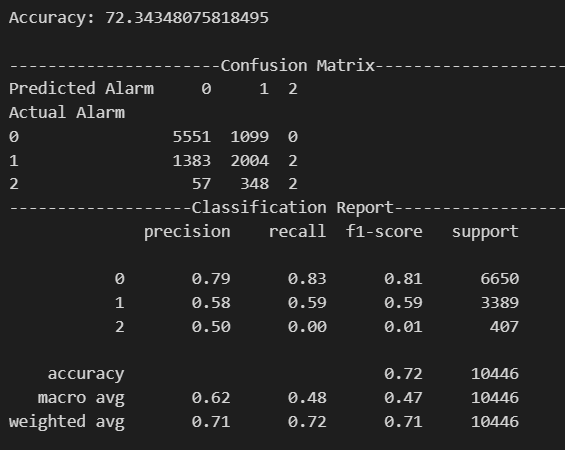 Accuracy: 72.34348075818495
----------------------Confusion Matrix--------------------
Predicted Alarm 0 1 2
Actual Alarm
0 5551 1099 0
1 1383 2004 2
2 57 348 2
-------------------Classification Report------------------
precision recall f1-score support
0 0.79 0.83 0.81 6650
1 0.58 0.59 0.59 3389
2 0.50 0.00 0.01 407
accuracy 0.72 10446
macro avg 0.62 0.48 0.47 10446
weighted avg 0.71 0.72 0.71 10446